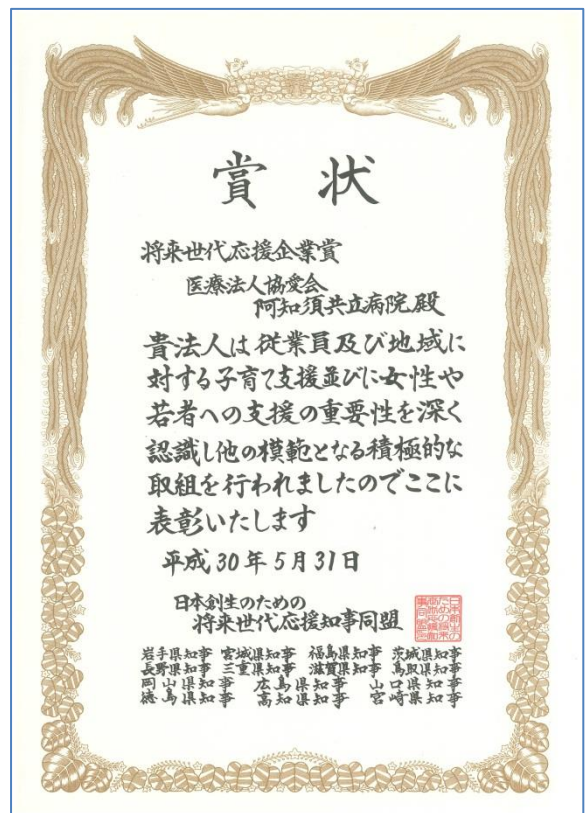 賞状
将来世代応援企業賞
医療法人協愛会
阿知須共立病院殿
貴法人は従業員及び地域に
対する子育て支援並びに女性や
若者への支援の重要性を深く
認識し他の模範となる積極的な
取組を行われましたのでここに
表彰いたします
平成30年5月31日
日本創生のための
将来世代応援知事同盟
岩手県知事 宮城県知事 福島県知事 茨城県知事
長野県知事 三重県知事 滋賀県知事 鳥取県知事
岡山県知事 広島県知事 山口県知事
徳島県知事 高知県知事 宮崎県知事